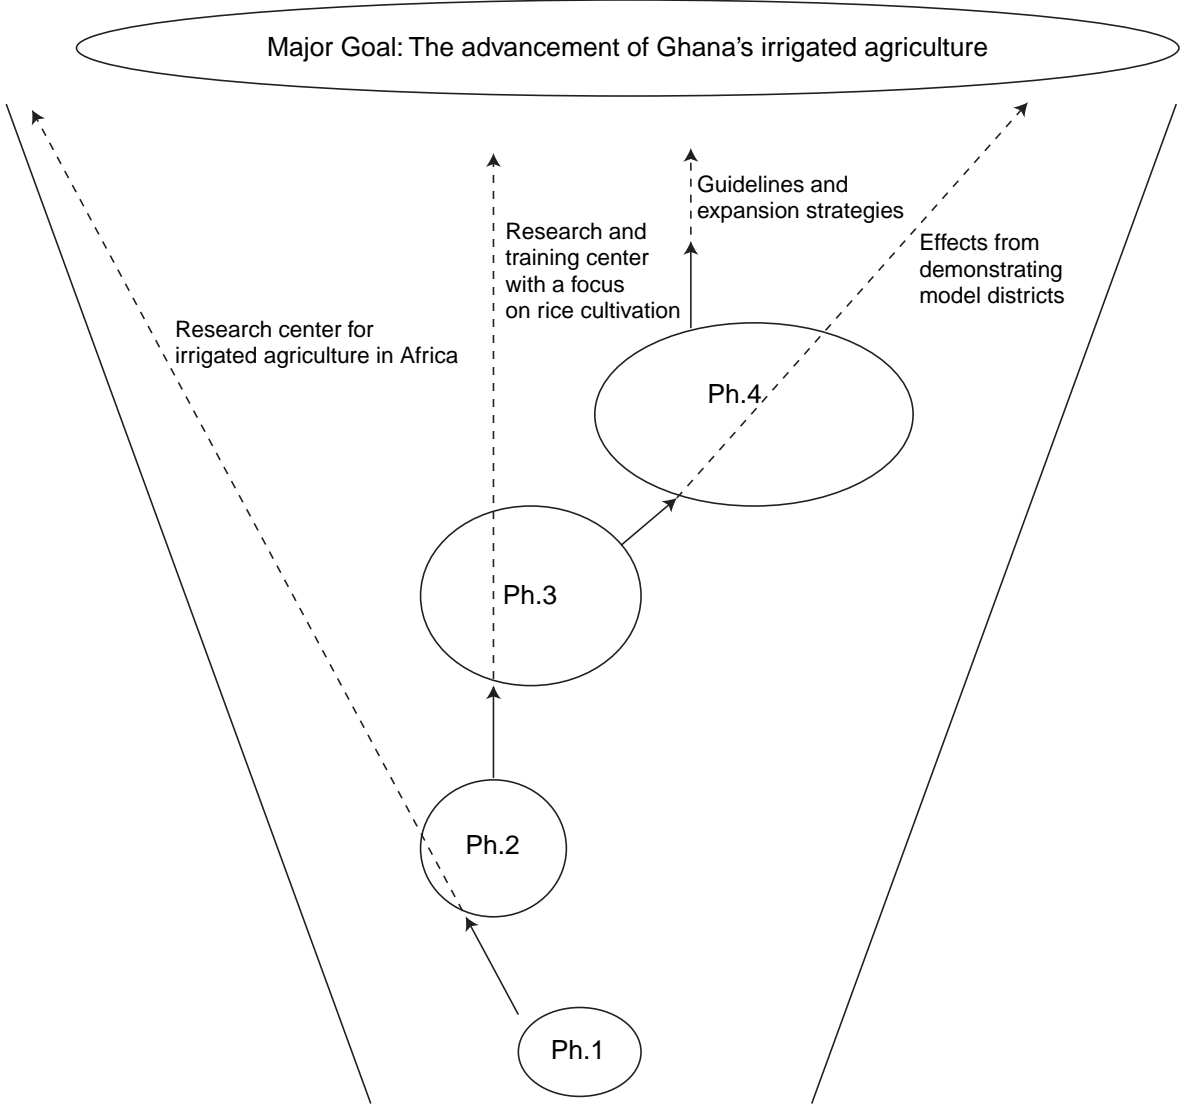 Major Goal: The advancement of Ghana's irrigated agriculture
Guidelines and
expansion strategies
Research and
training center
with a focus
on rice cultivation
Effects from
demonstrating
model districts
Research center for
irrigated agriculture in Africa
Ph.4
Ph.3
Ph.2
Ph.1